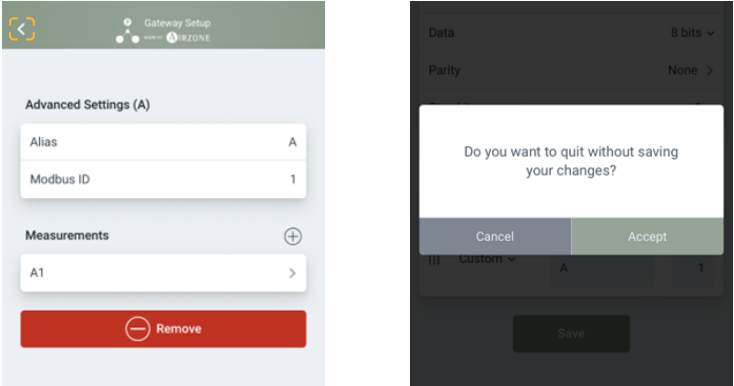 Gateway Setup
AIRZONE
Advanced Settings (A)
Alias A
Modbus ID 1
Measurements
A1
Remove
Data 8 bits
Parity None
Do you want to quit without saving
your changes?
Cancel Accept
Custom A 1
Save